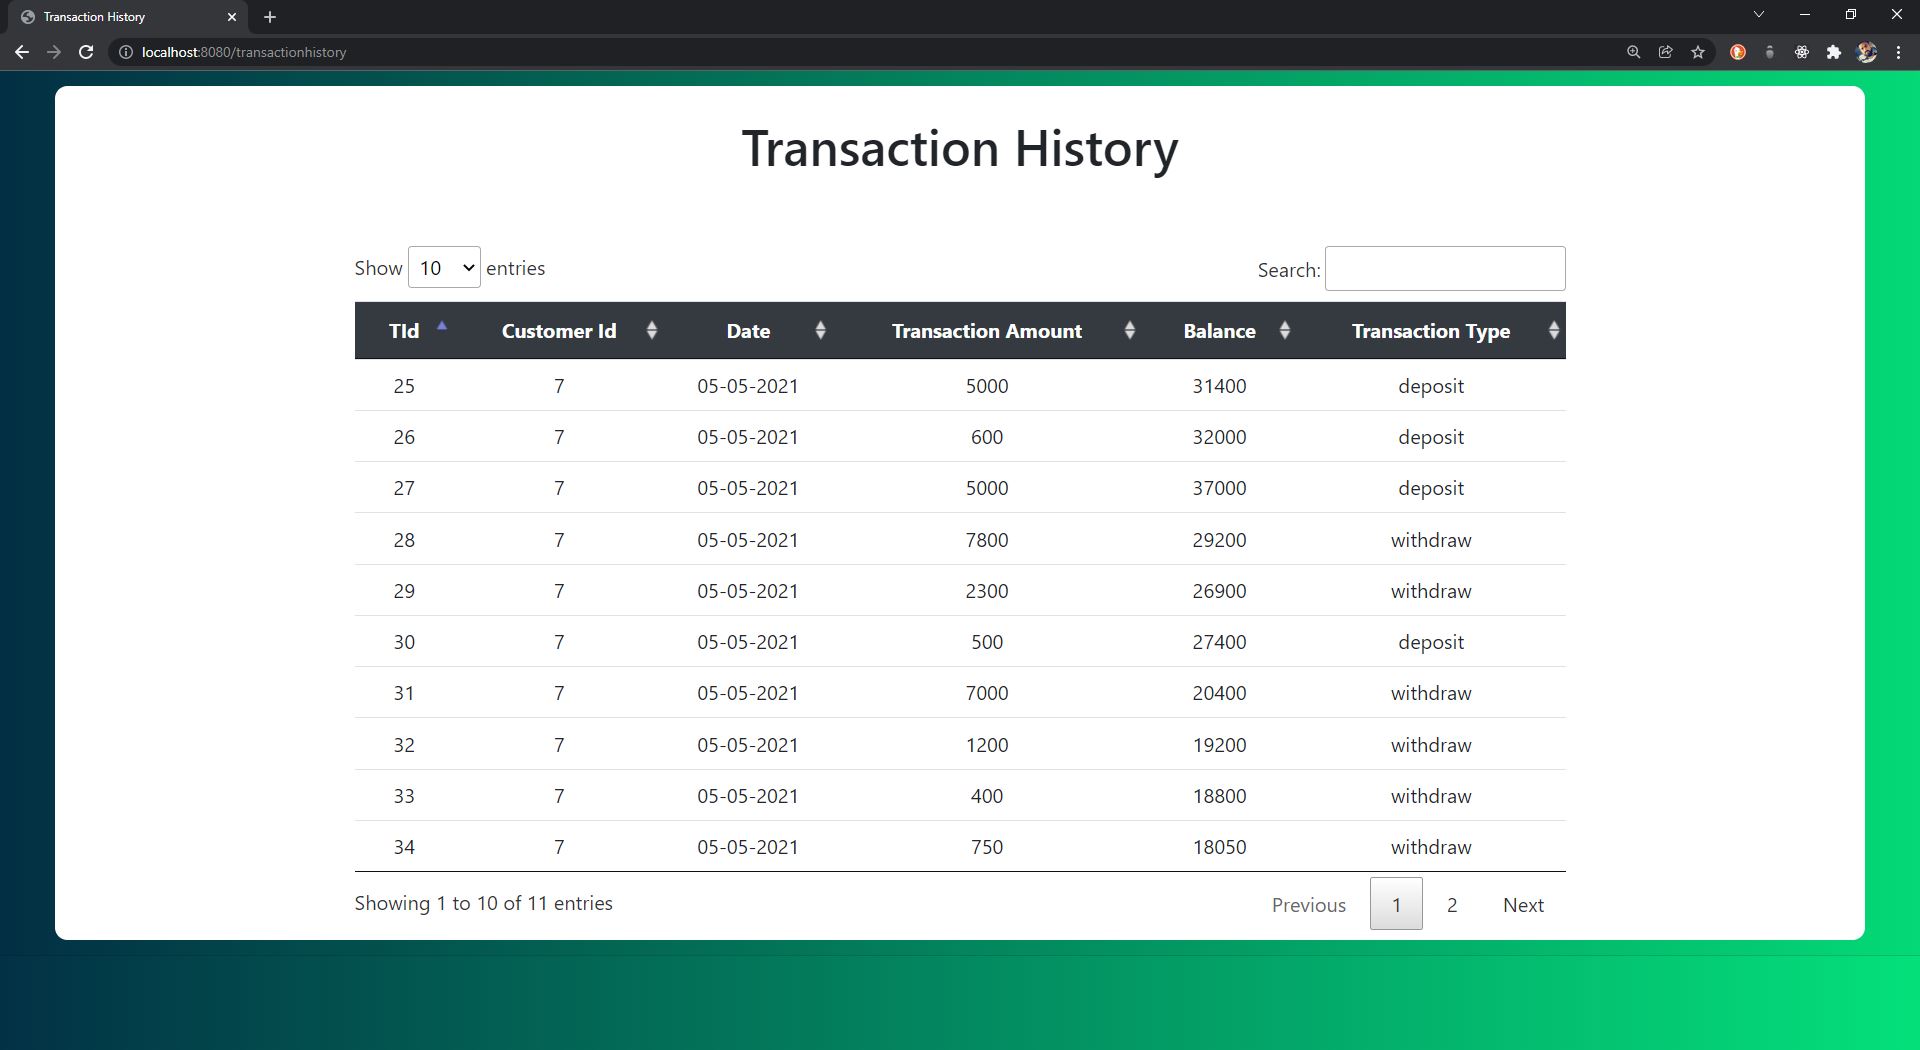 Transaction History
localhost:8080/transactionhistory
Transaction History
Show 10 entries Search:
TId Customer Id Date Transaction Amount Balance Transaction Type
25 7 05-05-2021 5000 31400 deposit
26 7 05-05-2021 600 32000 deposit
27 7 05-05-2021 5000 37000 deposit
28 7 05-05-2021 7800 29200 withdraw
29 7 05-05-2021 2300 26900 withdraw
30 7 05-05-2021 500 27400 deposit
31 7 05-05-2021 7000 20400 withdraw
32 7 05-05-2021 1200 19200 withdraw
33 7 05-05-2021 400 18800 withdraw
34 7 05-05-2021 750 18050 withdraw
Showing 1 to 10 of 11 entries Previous 1 2 Next